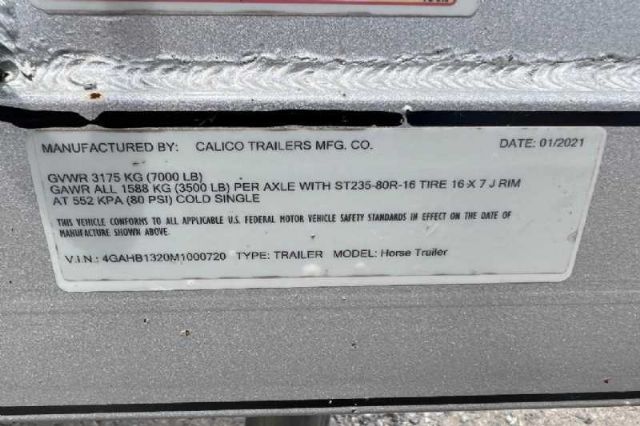 MANUFACTURED BY: CALICO TRAILERS MFG. CO. DATE: 01/2021
GVWR 3175 KG (7000 LB)
GAWR ALL 1588 KG (3500 LB) PER AXLE WITH ST235-80R-16 TIRE 16 X 7 J RIM
AT 552 KPA (80 PSI) COLD SINGLE
THIS VEHICLE CONFORMS TO ALL APPLICABLE U.S. FEDERAL MOTOR VEHICLE SAFETY STANDARDS IN EFFECT ON THE DATE OF
MANUFACTURE SHOWN ABOVE.
V.I.N.: 4GAHB1320M1000720 TYPE: TRAILER MODEL: Horse Trailer